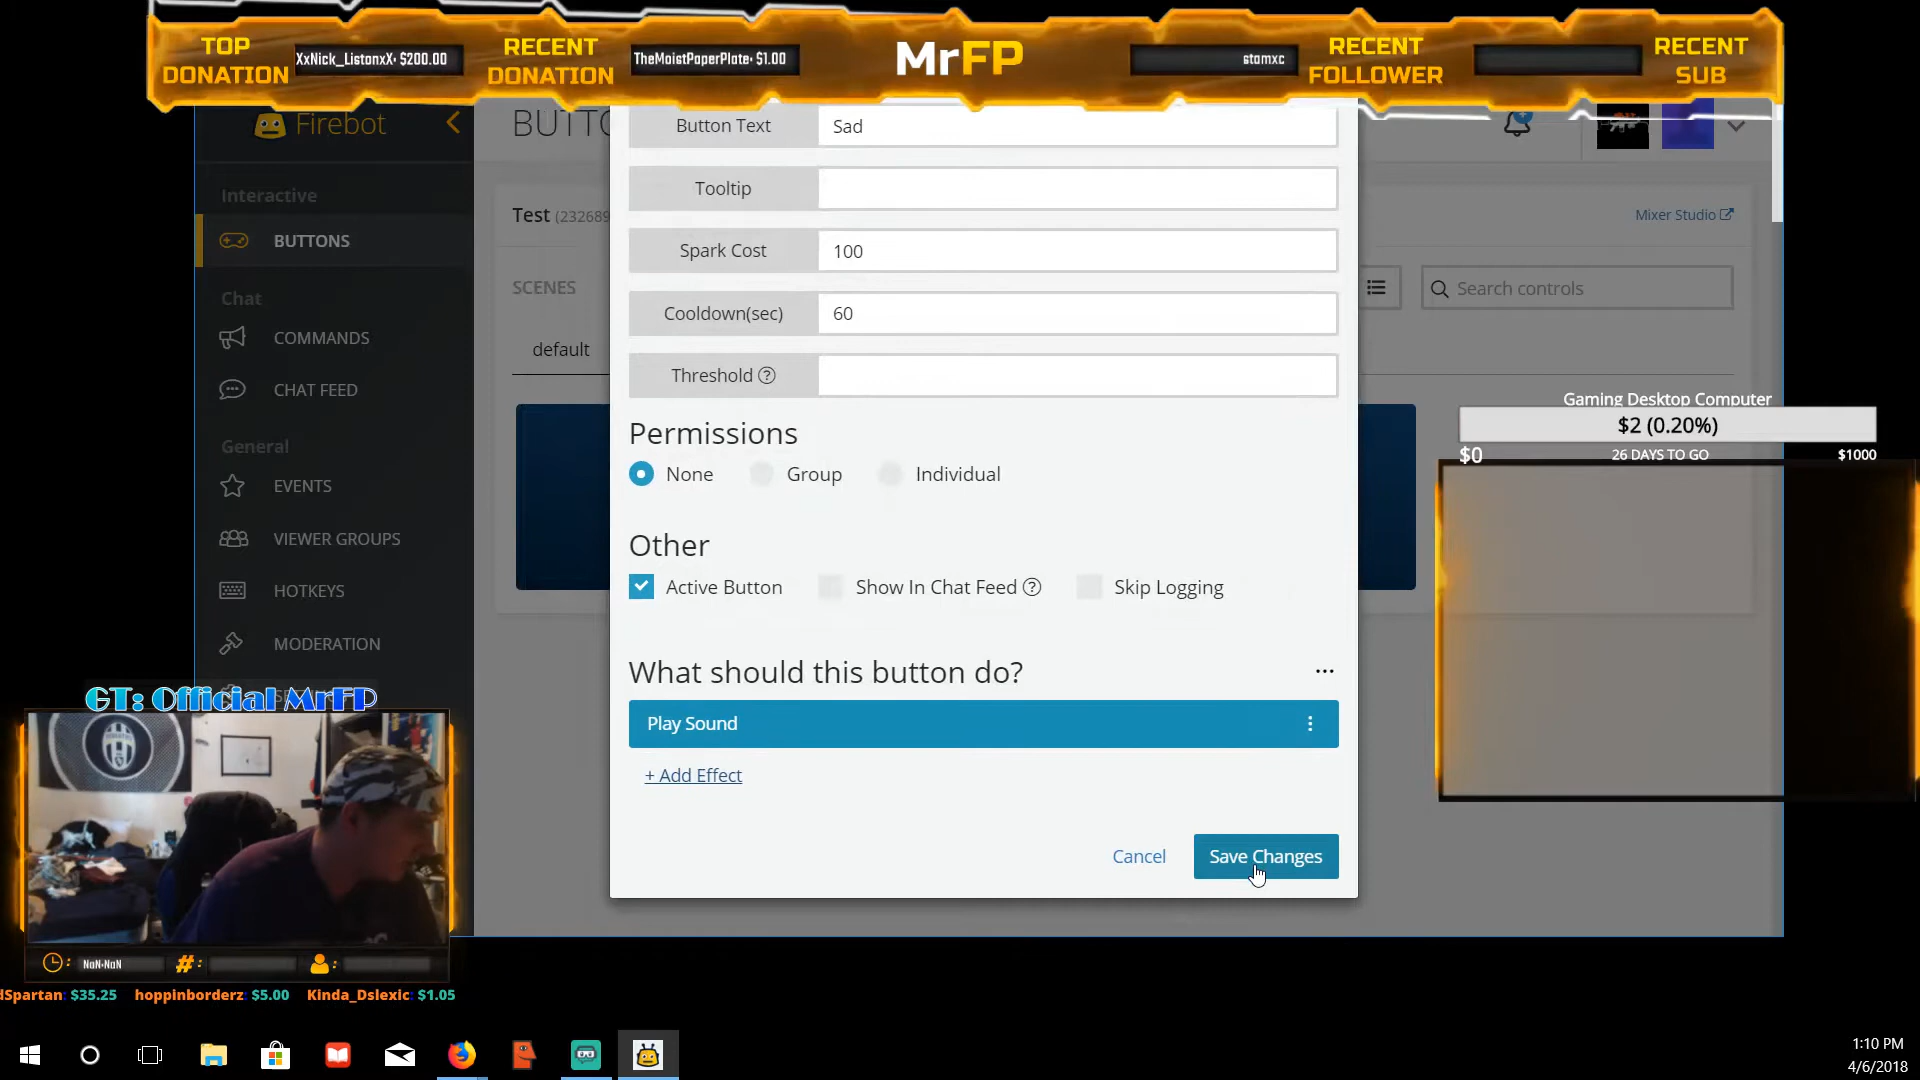 TOP
DONATION
XxNick_ListonxX: $200.00
RECENT
DONATION
TheMoistPaperPlate: $1.00
MrFP
stamxc
RECENT
FOLLOWER
RECENT
SUB
Firebot
Interactive
BUTTONS
Chat
COMMANDS
CHAT FEED
General
EVENTS
VIEWER GROUPS
HOTKEYS
MODERATION
Test
SCENES
default
Mixer Studio
Search controls
Button Text
Sad
Tooltip
Spark Cost
100
Cooldown(sec)
60
Threshold
Permissions
None
Group
Individual
Other
Active Button
Show In Chat Feed
Skip Logging
What should this button do?
Play Sound
+ Add Effect
Cancel
Save Changes
Gaming Desktop Computer
$2 (0.20%)
$0
26 DAYS TO GO
$1000
GT: Official MrFP
NaN:NaN
#:
dSpartan: $35.25 hoppinborderz: $5.00 Kinda_Dslexic: $1.05
1:10 PM
4/6/2018